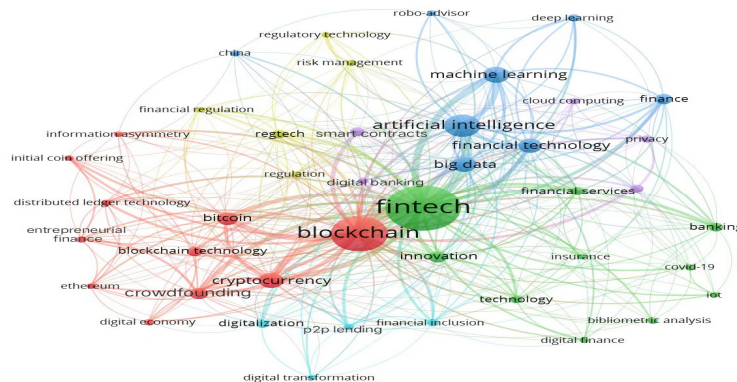 robo-advisor
deep learning
regulatory technology
china
risk management
machine learning
cloud computing
finance
financial regulation
artificial intelligence
information asymmetry
regtech
smart contracts
financial technology
privacy
initial coin offering
big data
regulation
digital banking
financial services
distributed ledger technology
fintech
bitcoin
banking
entrepreneurial
finance
blockchain
blockchain technology
innovation
insurance
covid-19
ethereum
cryptocurrency
crowdfounding
technology
iot
digital economy
digitalization
p2p lending
financial inclusion
bibliometric analysis
digital finance
digital transformation